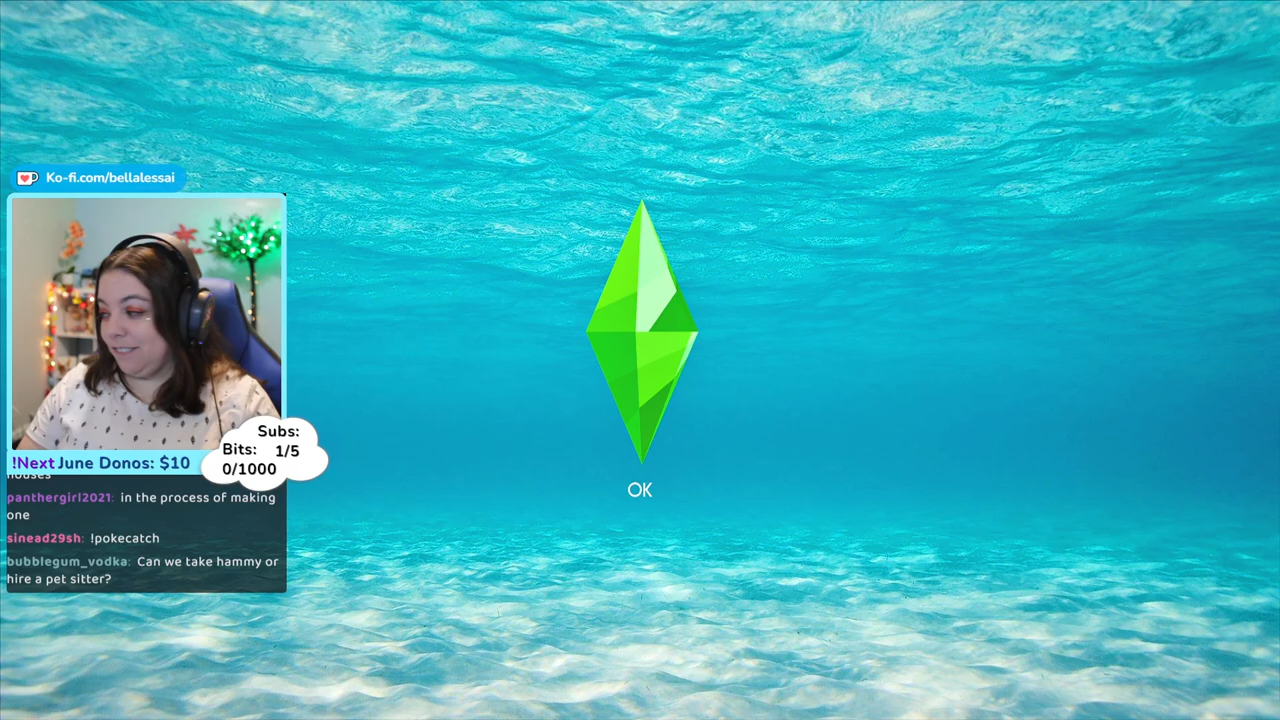 Ko-fi.com/bellalessai
Subs:
1/5
Bits:
0/1000
!Next June Donos: $10
houses
panthergirl2021: in the process of making
one
sinead29sh: !pokecatch
bubblegum_vodka: Can we take hammy or
hire a pet sitter?
OK